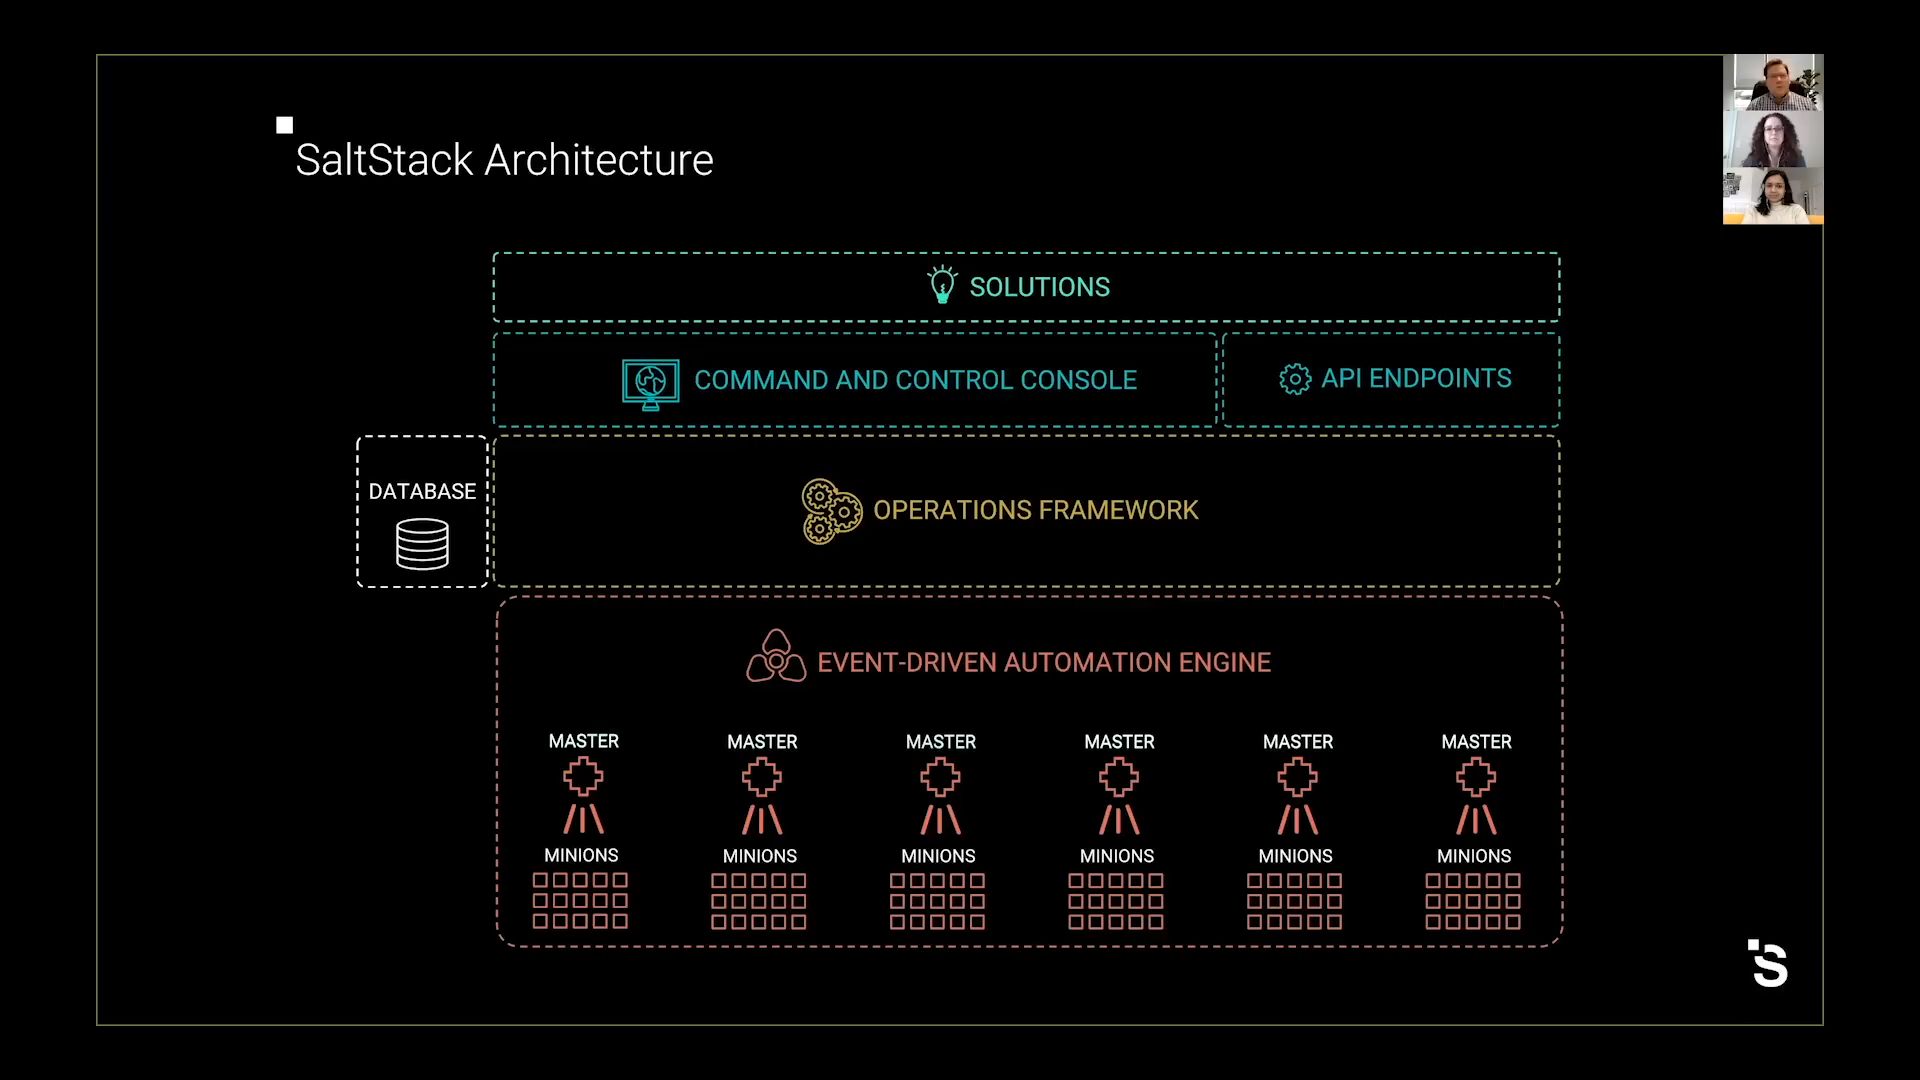 SaltStack Architecture
SOLUTIONS
COMMAND AND CONTROL CONSOLE
API ENDPOINTS
DATABASE
OPERATIONS FRAMEWORK
EVENT-DRIVEN AUTOMATION ENGINE
MASTER MASTER MASTER MASTER MASTER MASTER
MINIONS MINIONS MINIONS MINIONS MINIONS MINIONS
S